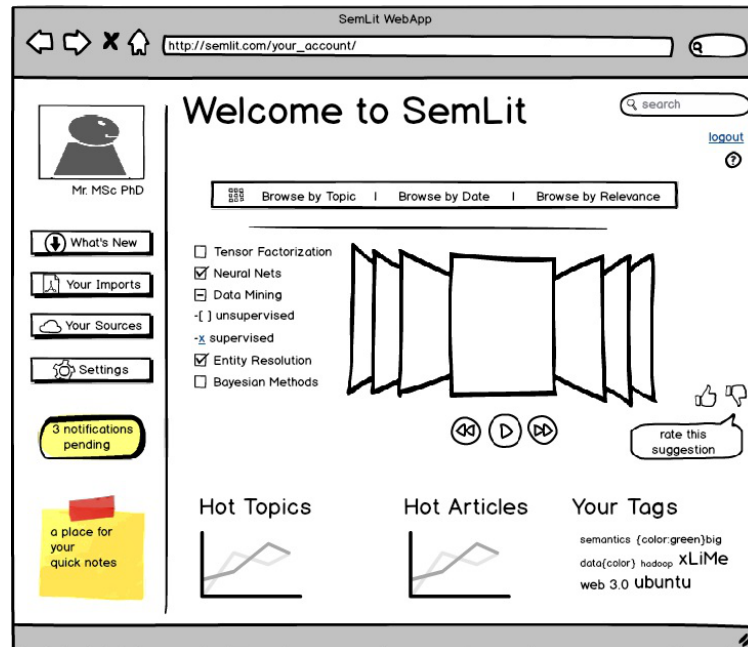 SemLit WebApp
http://semlit.com/your_account/
Welcome to SemLit
search
logout
?
Mr. MSc PhD
Browse by Topic | Browse by Date | Browse by Relevance
What's New
Your Imports
Your Sources
Settings
3 notifications
pending
a place for
your
quick notes
Tensor Factorization
Neural Nets
Data Mining
-[ ] unsupervised
-x supervised
Entity Resolution
Bayesian Methods
rate this
suggestion
Hot Topics
Hot Articles
Your Tags
semantics {color:green}big
data{color} hadoop xLiMe
web 3.0 ubuntu